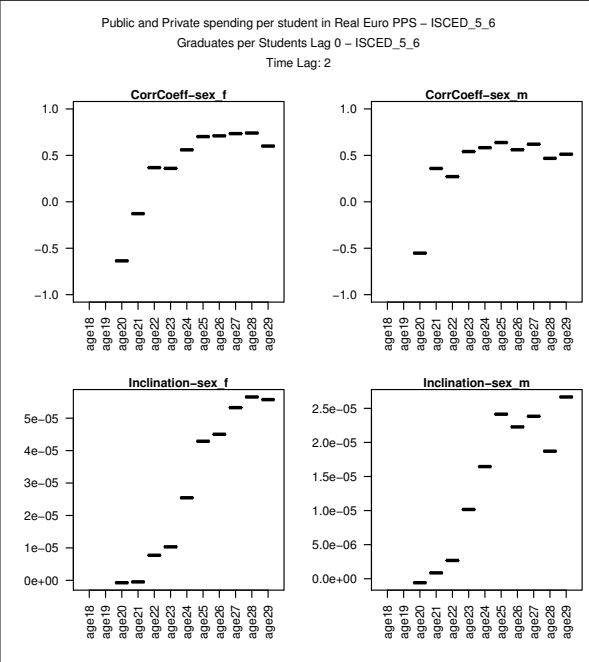 Public and Private spending per student in Real Euro PPS − ISCED_5_6
Graduates per Students Lag 0 − ISCED_5_6
Time Lag: 2
CorrCoeff−sex_f
1.0
0.5
0.0
−0.5
−1.0
age18
age19
age20
age21
age22
age23
age24
age25
age26
age27
age28
age29
CorrCoeff−sex_m
1.0
0.5
0.0
−0.5
−1.0
age18
age19
age20
age21
age22
age23
age24
age25
age26
age27
age28
age29
Inclination−sex_f
5e−05
4e−05
3e−05
2e−05
1e−05
0e+00
age18
age19
age20
age21
age22
age23
age24
age25
age26
age27
age28
age29
Inclination−sex_m
2.5e−05
2.0e−05
1.5e−05
1.0e−05
5.0e−06
0.0e+00
age18
age19
age20
age21
age22
age23
age24
age25
age26
age27
age28
age29